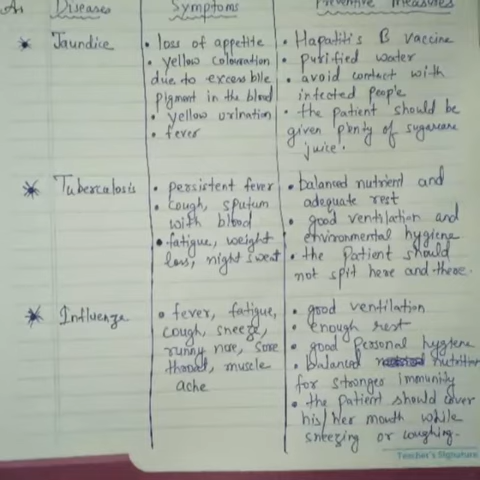 An Diseases Symptoms Preventive Measures
Jaundice
• loss of appetite
• yellow colouration
due to excess bile
pigment in the blood
• yellow urination
• fever
• Hapatitis B vaccine
• purified water
• avoid contact with
infected people
• the patient should be
given plenty of sugarcane
juice.
Tubercalosis
• persistent fever
• cough, sputum
with blood
• fatigue, weight
loss, night sweat
• balanced nutrient and
adequate rest
• good ventilation and
environmental hygiene
• the patient should
not spit here and there.
Influenza
• fever, fatigue,
cough, sneeze,
runny nose, sore
throat, muscle
ache
• good ventilation
• enough rest
• good personal hygiene
• balanced nutrition
for stronger immunity
• the patient should cover
his/her mouth while
sneezing or coughing.
Teacher's Signature